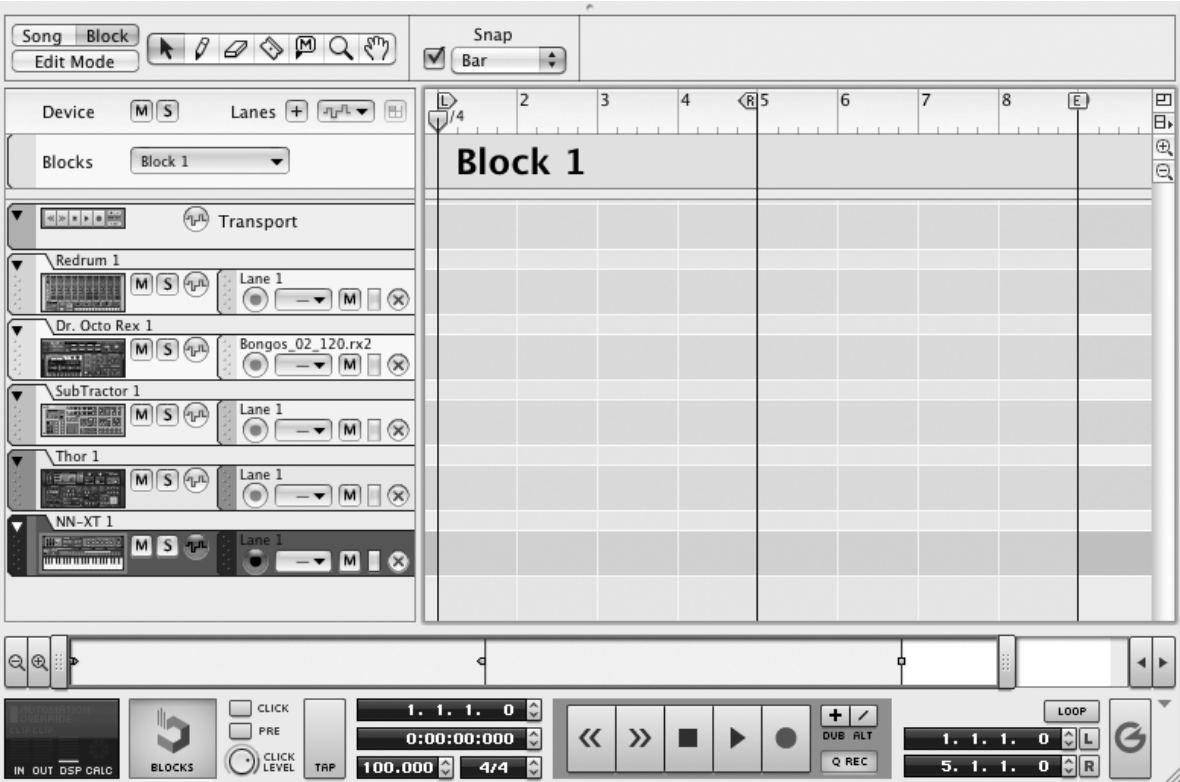 Song Block
Edit Mode
M
Snap
Bar
Device M S Lanes +
L 2 3 4 R 5 6 7 8 E
/4
Blocks Block 1
Block 1
Transport
Redrum 1
M S Lane 1
— M
Dr. Octo Rex 1
M S Bongos_02_120.rx2
— M
SubTractor 1
M S Lane 1
— M
Thor 1
M S Lane 1
— M
NN-XT 1
M S Lane 1
— M
AUTOMATION
OVERRIDE
CLICK
PRE
CLICK
LEVEL
TAP
IN OUT DSP CALC
BLOCKS
1. 1. 1. 0
0:00:00:000
100.000 4/4
+
DUB ALT
Q REC
LOOP
1. 1. 1. 0 L
5. 1. 1. 0 R